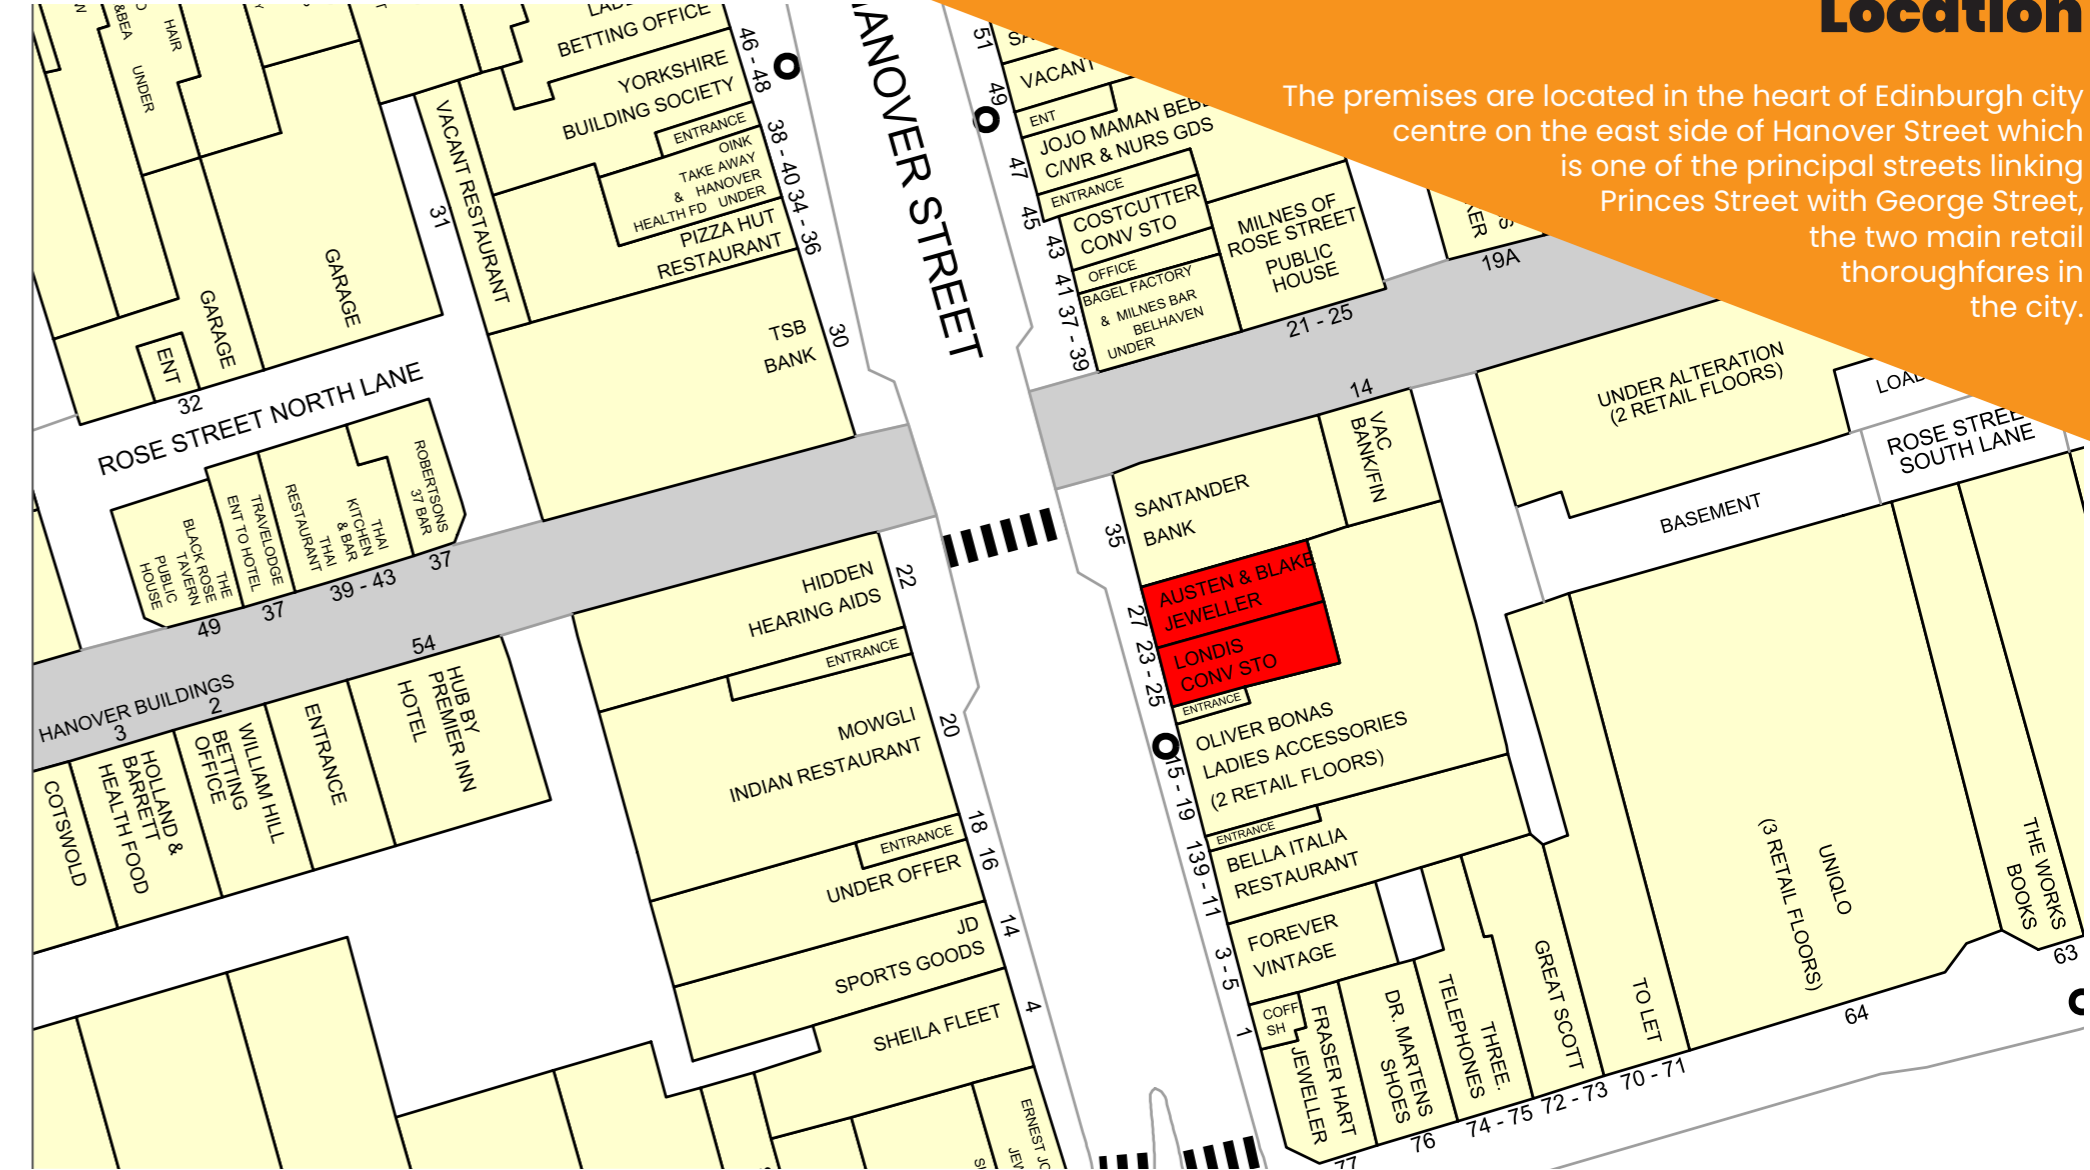 Location
The premises are located in the heart of Edinburgh city
centre on the east side of Hanover Street which
is one of the principal streets linking
Princes Street with George Street,
the two main retail
thoroughfares in
the city.
HAIR
UNDER
BETTING OFFICE
46 - 48
YORKSHIRE
BUILDING SOCIETY
ENTRANCE
38 - 40
OINK
TAKE AWAY
& HANOVER
HEALTH FD UNDER
34 - 36
PIZZA HUT
RESTAURANT
VACANT RESTAURANT
31
GARAGE
GARAGE
ENT
32
TSB
BANK
30
ROSE STREET NORTH LANE
HANOVER STREET
51
49
VACANT
ENT
JOJO MAMAN BEBE
C/WR & NURS GDS
47
ENTRANCE
45
COSTCUTTER
CONV STO
43
OFFICE
41
BAGEL FACTORY
& MILNES BAR
BELHAVEN
UNDER
37 - 39
MILNES OF
ROSE STREET
PUBLIC
HOUSE
21 - 25
19A
14
UNDER ALTERATION
(2 RETAIL FLOORS)
ROSE STREET
SOUTH LANE
BASEMENT
VAC
BANK/FIN
SANTANDER
BANK
35
AUSTEN & BLAKE
JEWELLER
27
LONDIS
CONV STO
23 - 25
ENTRANCE
OLIVER BONAS
LADIES ACCESSORIES
(2 RETAIL FLOORS)
15 - 19
ENTRANCE
13
BELLA ITALIA
RESTAURANT
9 - 11
FOREVER
VINTAGE
3 - 5
COFF
SH
1
FRASER HART
JEWELLER
77
DR. MARTENS
SHOES
76
THREE.
TELEPHONES
74 - 75
GREAT SCOTT
72 - 73
TO LET
70 - 71
UNIQLO
(3 RETAIL FLOORS)
64
THE WORKS
BOOKS
63
ROBERTSONS
37 BAR
37
THAI
KITCHEN
& BAR
THAI
RESTAURANT
39 - 43
TRAVELODGE
ENT TO HOTEL
37
THE
BLACK ROSE
TAVERN
PUBLIC
HOUSE
49
HANOVER BUILDINGS
54
HUB BY
PREMIER INN
HOTEL
ENTRANCE
2
WILLIAM HILL
BETTING
OFFICE
3
HOLLAND &
BARRETT
HEALTH FOOD
COTSWOLD
HIDDEN
HEARING AIDS
22
ENTRANCE
MOWGLI
INDIAN RESTAURANT
20
ENTRANCE
18
UNDER OFFER
16
JD
SPORTS GOODS
14
SHEILA FLEET
4